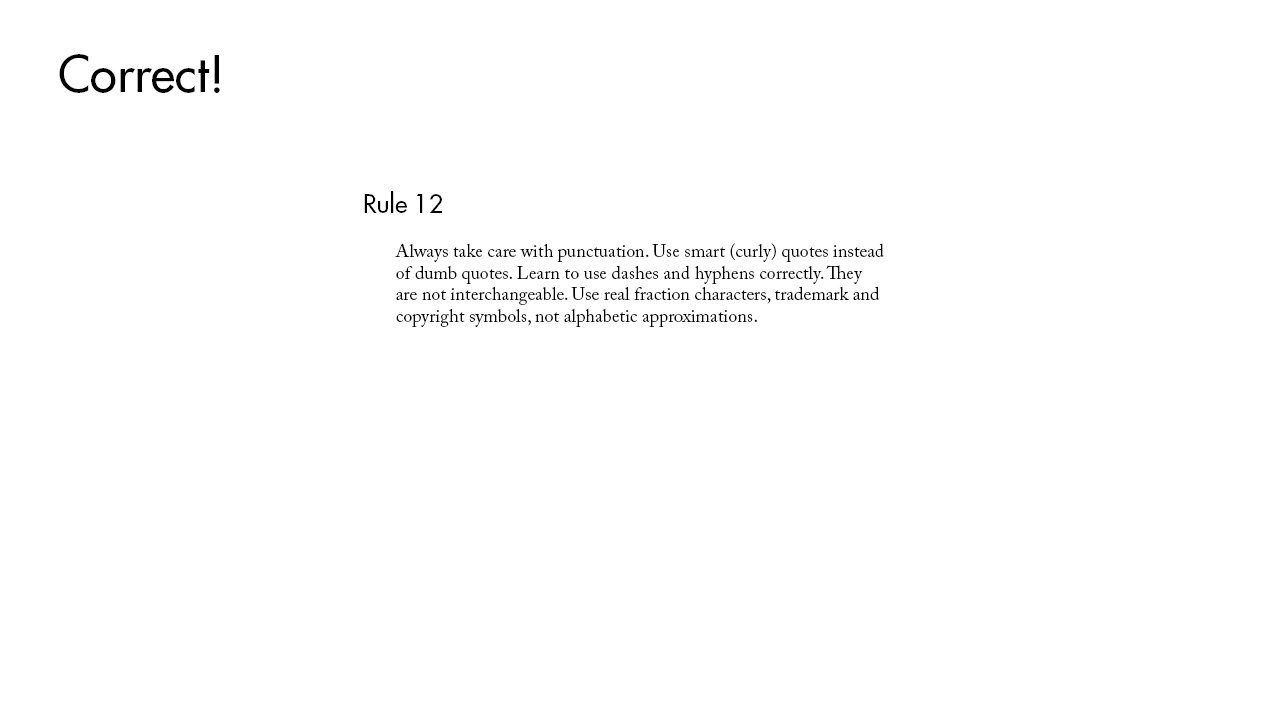 Correct!
Rule 12
Always take care with punctuation. Use smart (curly) quotes instead
of dumb quotes. Learn to use dashes and hyphens correctly. They
are not interchangeable. Use real fraction characters, trademark and
copyright symbols, not alphabetic approximations.